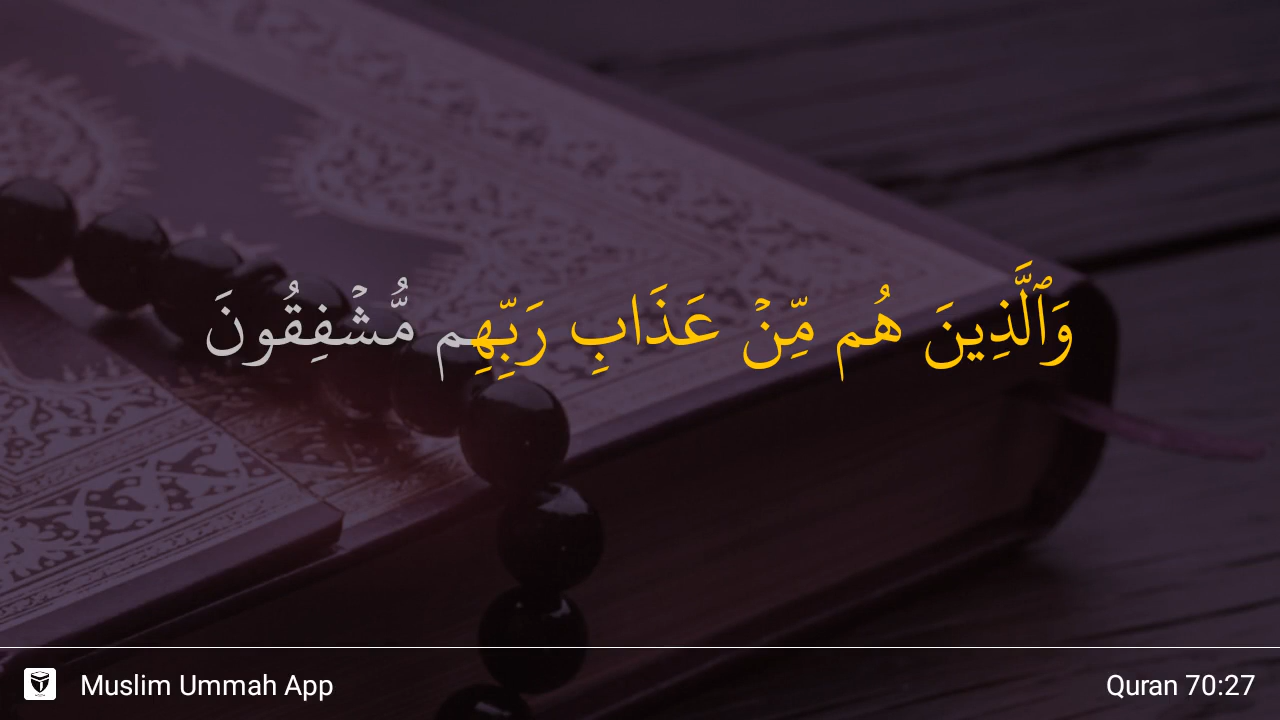 وَٱلَّذِينَ هُم مِّنْ عَذَابِ رَبِّهِم مُّشْفِقُونَ
Muslim Ummah App
Quran 70:27